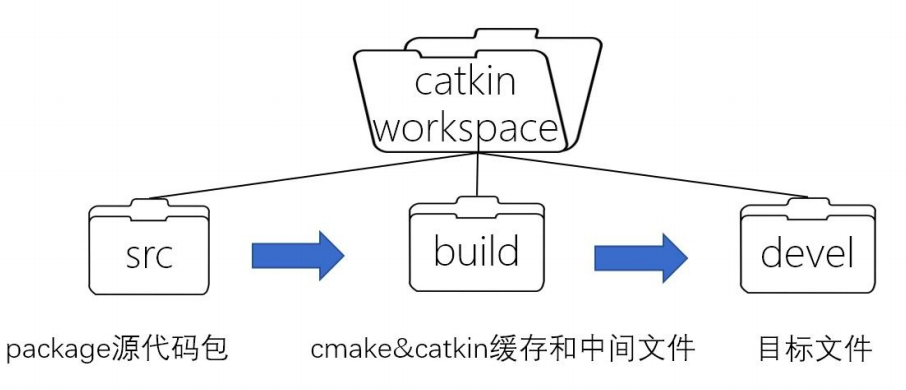 catkin
workspace
src
build
devel
package源代码包
cmake&catkin缓存和中间文件
目标文件